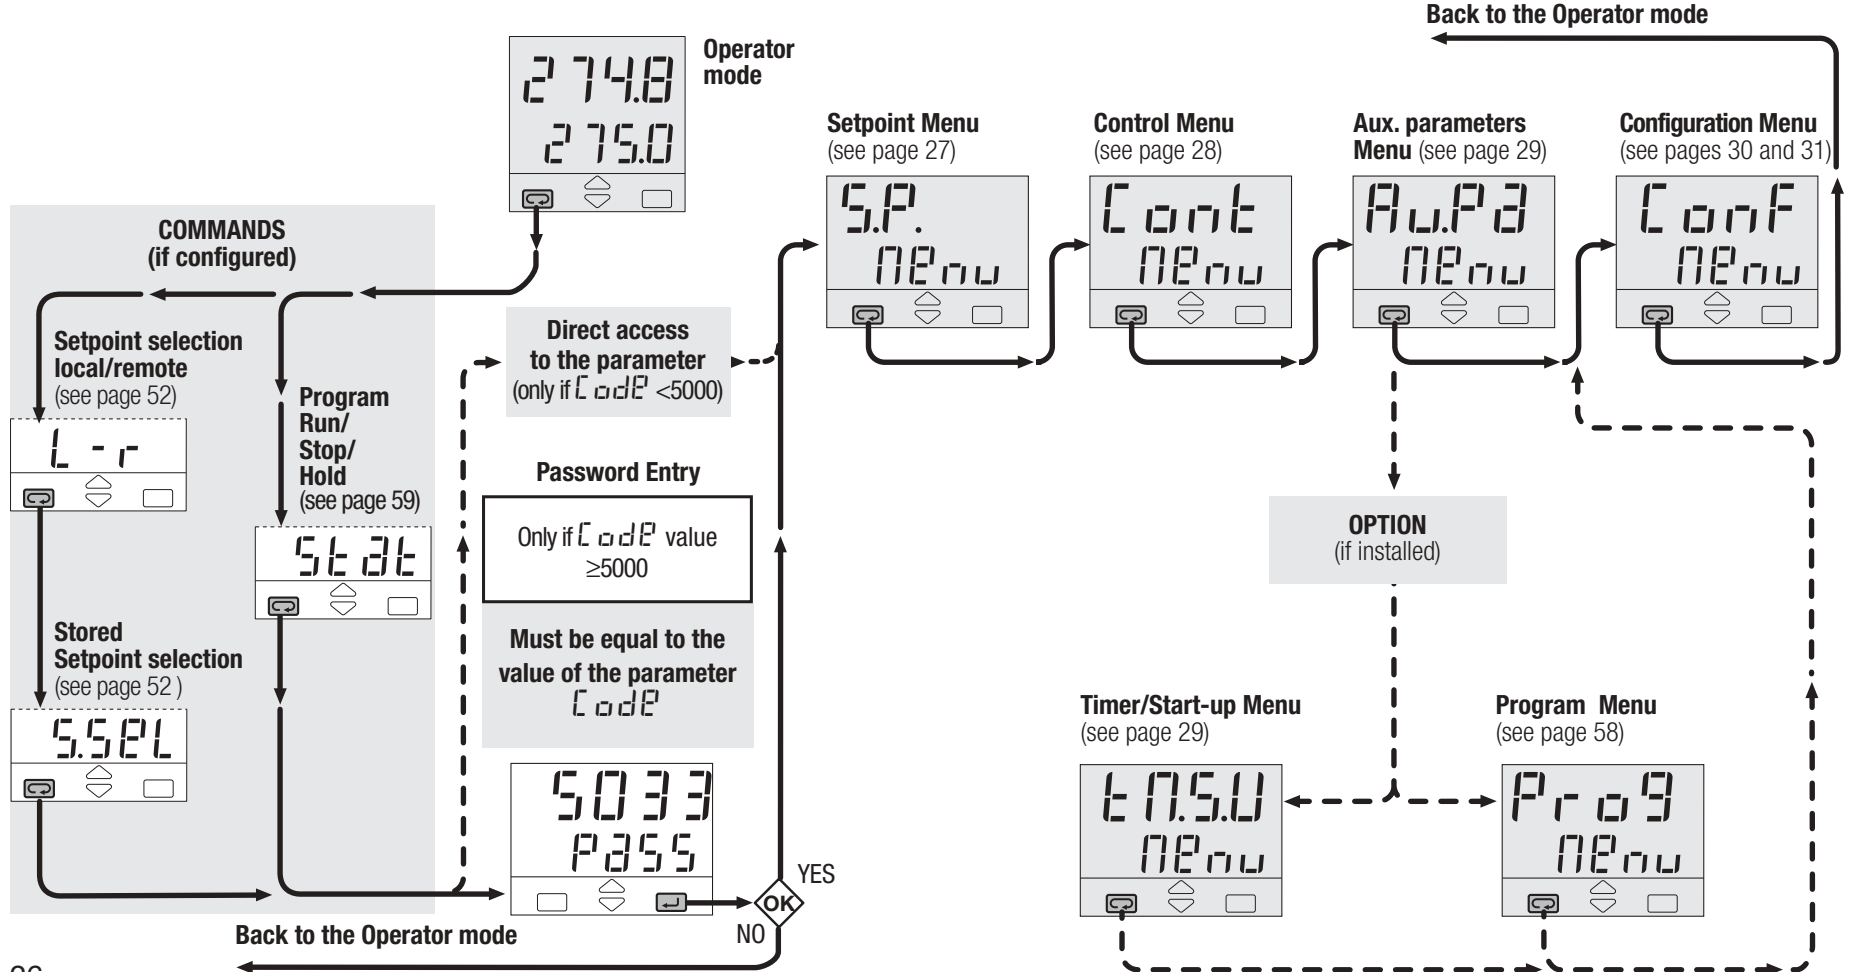 Back to the Operator mode
274.8
275.0
Operator
mode
Setpoint Menu
(see page 27)
S.P.
MEnu
Control Menu
(see page 28)
Cont
MEnu
Aux. parameters
Menu (see page 29)
Au.Pa
MEnu
Configuration Menu
(see pages 30 and 31)
ConF
MEnu
COMMANDS
(if configured)
Setpoint selection
local/remote
(see page 52)
L-r
Program
Run/
Stop/
Hold
(see page 59)
Stat
Stored
Setpoint selection
(see page 52 )
S.SEL
Direct access
to the parameter
(only if CodE <5000)
Password Entry
Only if CodE value
≥5000
Must be equal to the
value of the parameter
CodE
5033
PaSS
OK
YES
NO
Back to the Operator mode
OPTION
(if installed)
Timer/Start-up Menu
(see page 29)
tM.S.U
MEnu
Program Menu
(see page 58)
Prog
MEnu